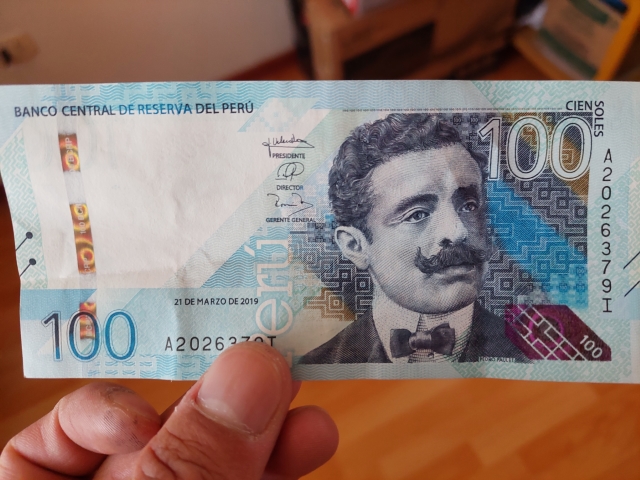 BANCO CENTRAL DE RESERVA DEL PERÚ
CIEN
SOLES
100
PRESIDENTE
DIRECTOR
GERENTE GENERAL
A20263791I
Perú
21 DE MARZO DE 2019
100
A2026379I
100